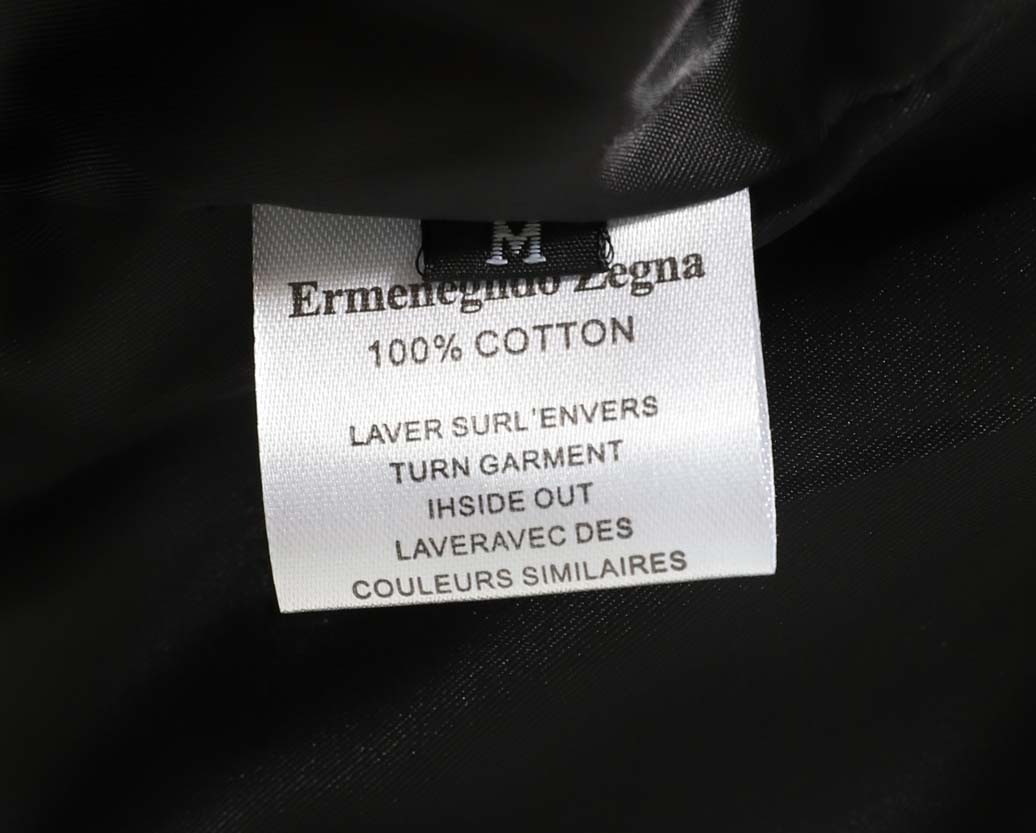 M
Ermenegildo Zegna
100% COTTON
LAVER SURL'ENVERS
TURN GARMENT
IHSIDE OUT
LAVERAVEC DES
COULEURS SIMILAIRES